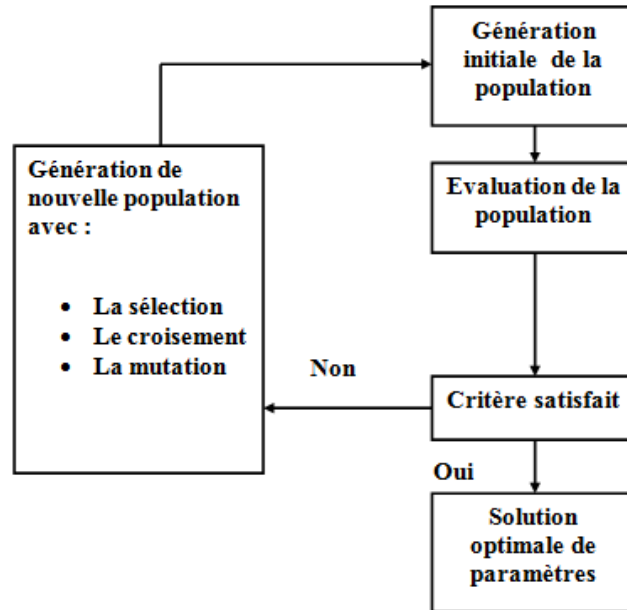 Génération
initiale de la
population
Génération de
nouvelle population
avec :
• La sélection
• Le croisement
• La mutation
Evaluation de la
population
Non
Critère satisfait
Oui
Solution
optimale de
paramètres